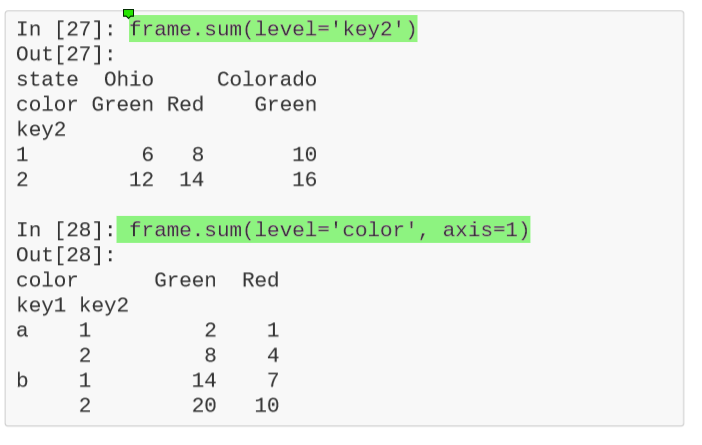 In [27]: frame.sum(level='key2')
Out[27]:
state  Ohio     Colorado
color Green Red    Green
key2
1         6   8       10
2        12  14       16

In [28]: frame.sum(level='color', axis=1)
Out[28]:
color      Green  Red
key1 key2
a    1         2    1
     2         8    4
b    1        14    7
     2        20   10